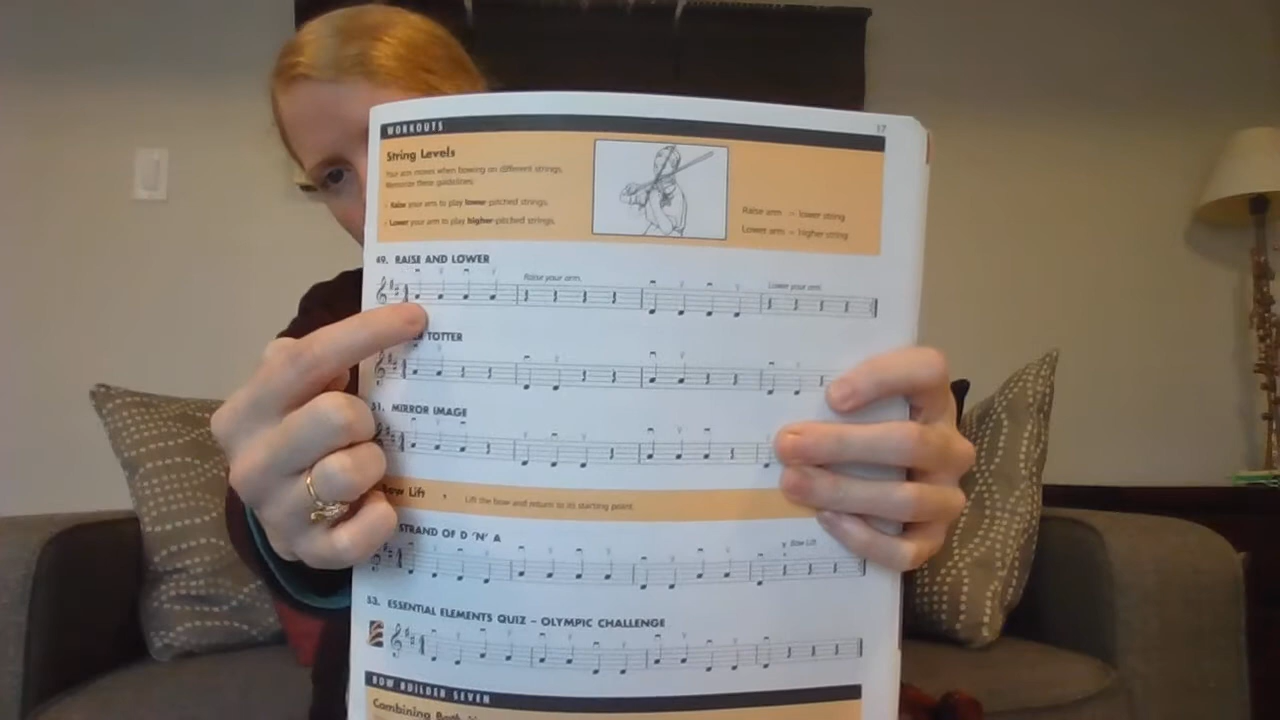 WORKOUTS
17
String Levels
Your arm moves when bowing on different strings.
Memorize these guidelines:
• Raise your arm to play lower-pitched strings.
• Lower your arm to play higher-pitched strings.
Raise arm = lower string
Lower arm = higher string
49. RAISE AND LOWER
Raise your arm.
Lower your arm.
TOTTER
51. MIRROR IMAGE
Bow Lift , Lift the bow and return to its starting point.
STRAND OF D 'N' A
Bow Lift
53. ESSENTIAL ELEMENTS QUIZ – OLYMPIC CHALLENGE
BOW BUILDER SEVEN
Combining Both